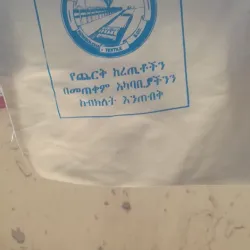 የጨርቅ ከረጢቶችን
በመጠቀም አካባቢያችንን
ከብክለት እንጠብቅ